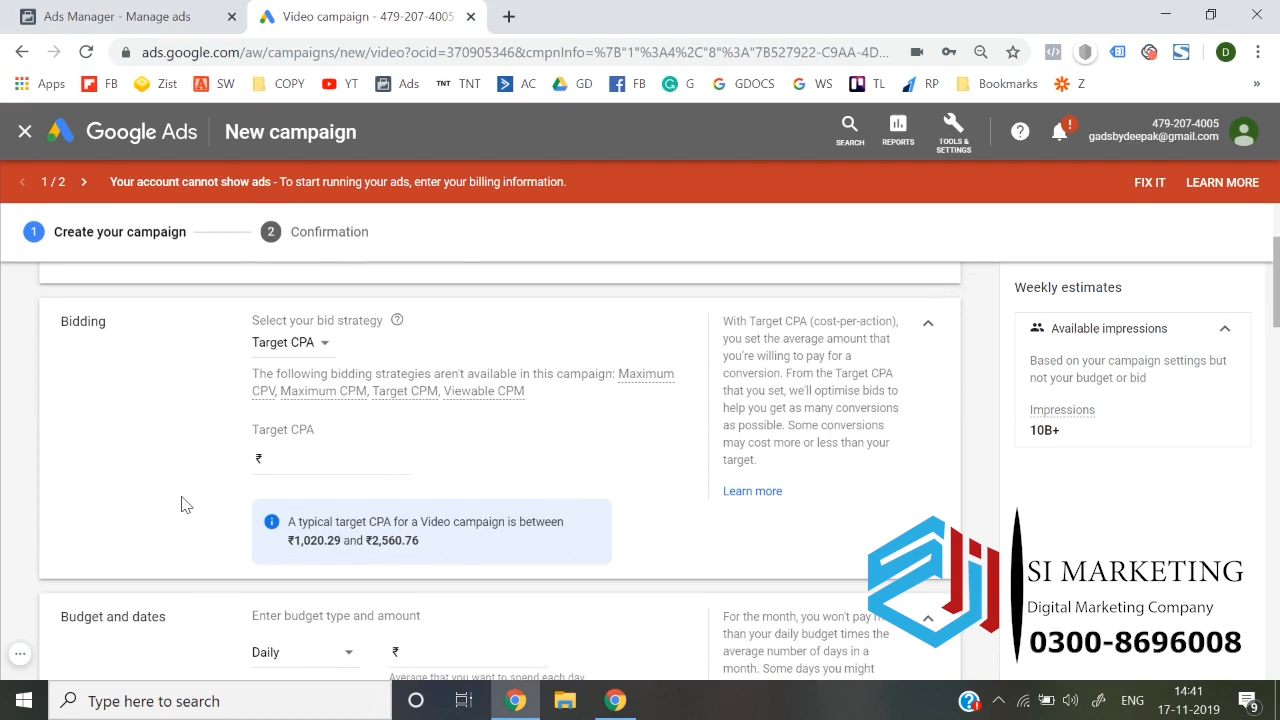 Ads Manager - Manage ads
Video campaign - 479-207-4005
ads.google.com/aw/campaigns/new/video?ocid=370905346&cmpnInfo=%7B"1"%3A4%2C"8"%3A"7B527922-C9AA-4D...
Apps FB Zist SW COPY YT Ads TNT TNT AC GD FB G GDOCS WS TL RP Bookmarks Z »
Google Ads New campaign
SEARCH REPORTS TOOLS & SETTINGS
479-207-4005
gadsbydeepak@gmail.com
1 / 2 Your account cannot show ads - To start running your ads, enter your billing information. FIX IT LEARN MORE
1 Create your campaign 2 Confirmation
Bidding
Select your bid strategy
Target CPA
The following bidding strategies aren't available in this campaign: Maximum
CPV, Maximum CPM, Target CPM, Viewable CPM
Target CPA
₹
A typical target CPA for a Video campaign is between
₹1,020.29 and ₹2,560.76
With Target CPA (cost-per-action),
you set the average amount that
you're willing to pay for a
conversion. From the Target CPA
that you set, we'll optimise bids to
help you get as many conversions
as possible. Some conversions
may cost more or less than your
target.
Learn more
Weekly estimates
Available impressions
Based on your campaign settings but
not your budget or bid
Impressions
10B+
Budget and dates
Enter budget type and amount
Daily
₹
Average that you want to spend each day
For the month, you won't pay
than your daily budget times the
average number of days in a
month. Some days you might
SI MARKETING
Digital Marketing Company
0300-8696008
Type here to search
ENG
14:41
17-11-2019
9